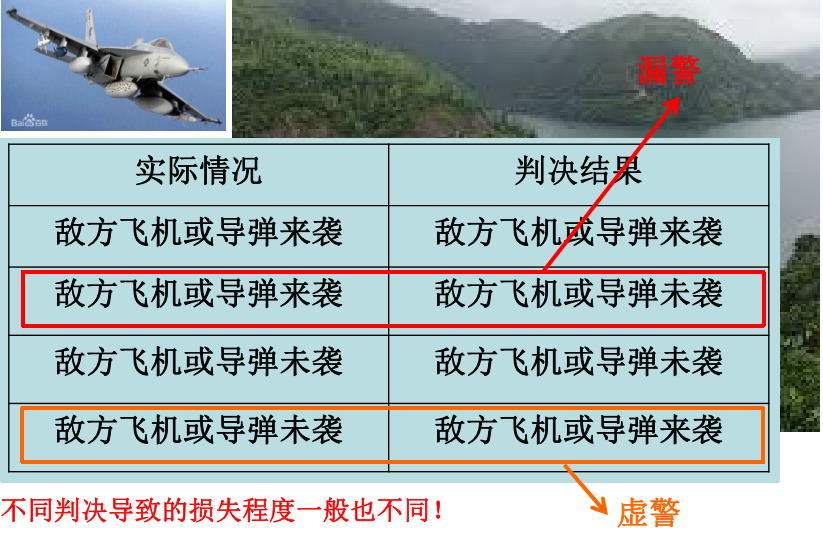 Bai百科
漏警
实际情况 判决结果
敌方飞机或导弹来袭 敌方飞机或导弹来袭
敌方飞机或导弹来袭 敌方飞机或导弹未袭
敌方飞机或导弹未袭 敌方飞机或导弹未袭
敌方飞机或导弹未袭 敌方飞机或导弹来袭
不同判决导致的损失程度一般也不同！
虚警